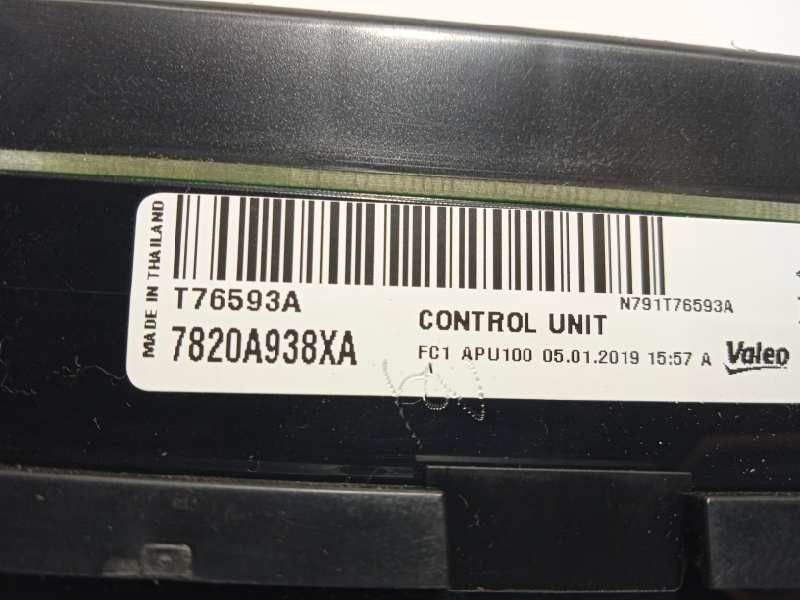 MADE IN THAILAND
T76593A
N791T76593A
7820A938XA
CONTROL UNIT
FC1 APU100 05.01.2019 15:57 A
Valeo